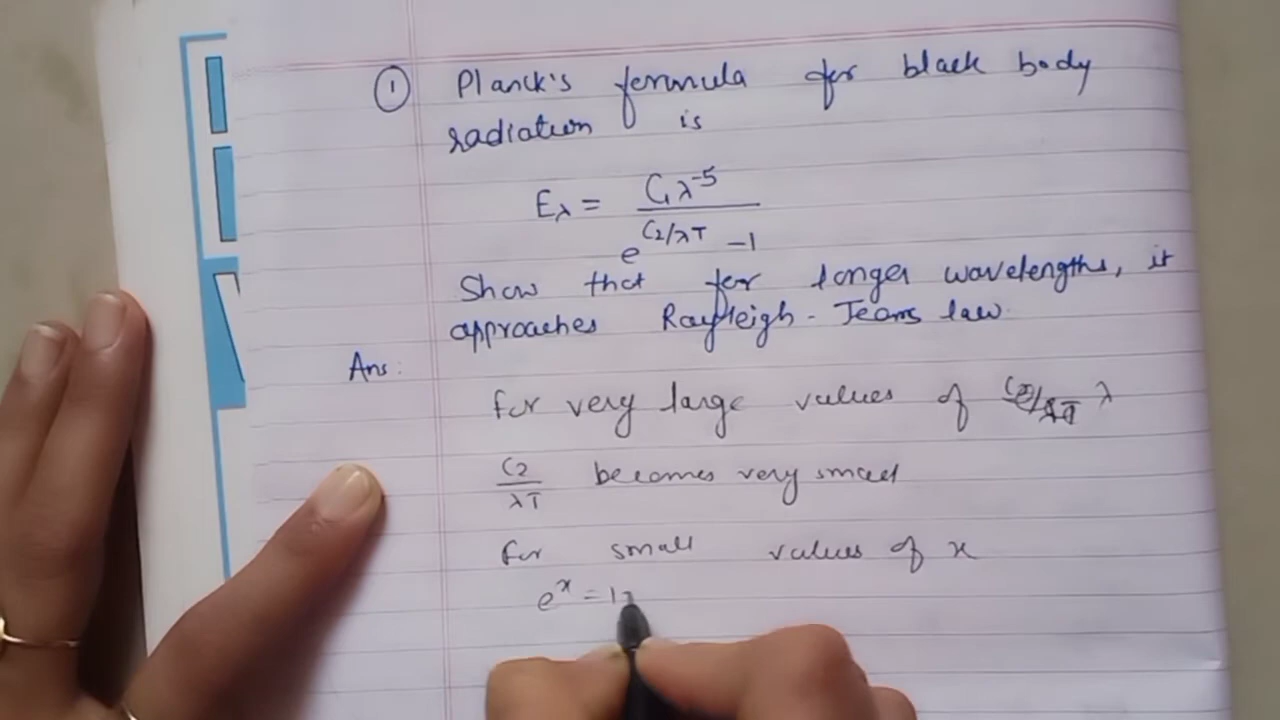 ① Planck's formula for black body
radiation is
Eλ = C₁λ⁻⁵ / e^(C₂/λT) − 1
Show that for longer wavelengths, it
approaches Rayleigh - Jeans law.
Ans:
for very large values of λ
C₂/λT becomes very small
for small values of x
eˣ = 1